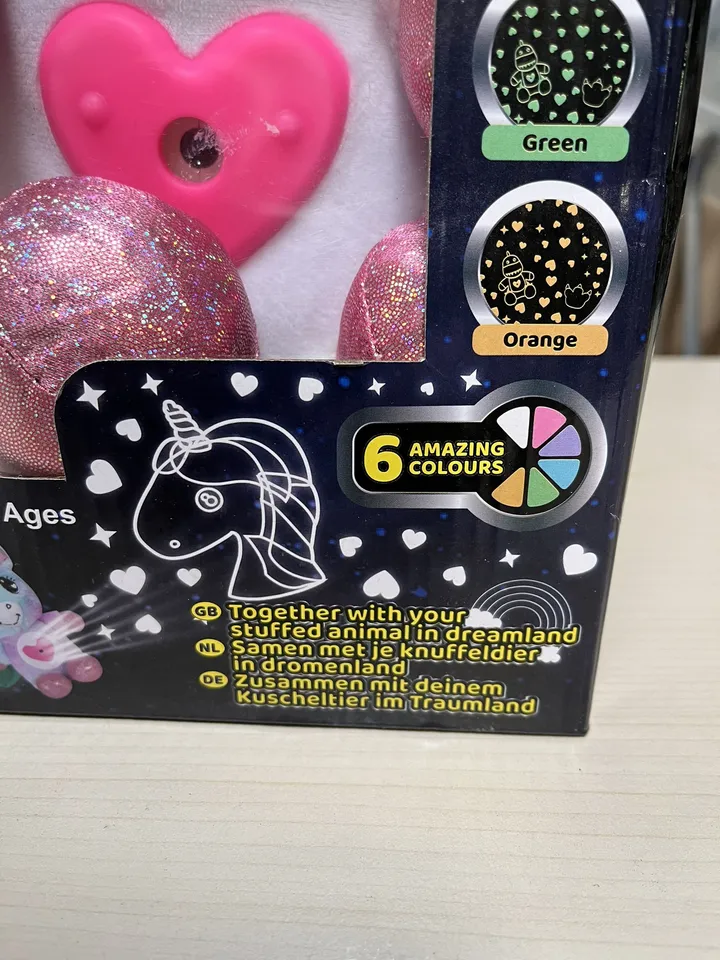 Green
Orange
6 AMAZING
COLOURS
Ages
GB Together with your
stuffed animal in dreamland
NL Samen met je knuffeldier
in dromenland
DE Zusammen mit deinem
Kuscheltier im Traumland